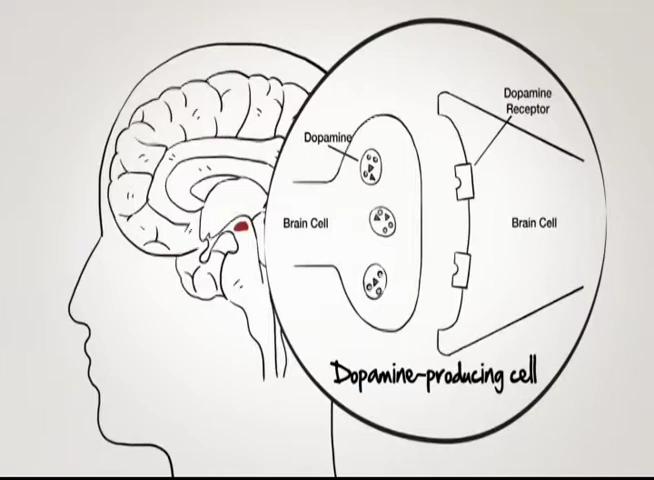 Dopamine
Receptor
Dopamine
Brain Cell
Brain Cell
Dopamine-producing cell